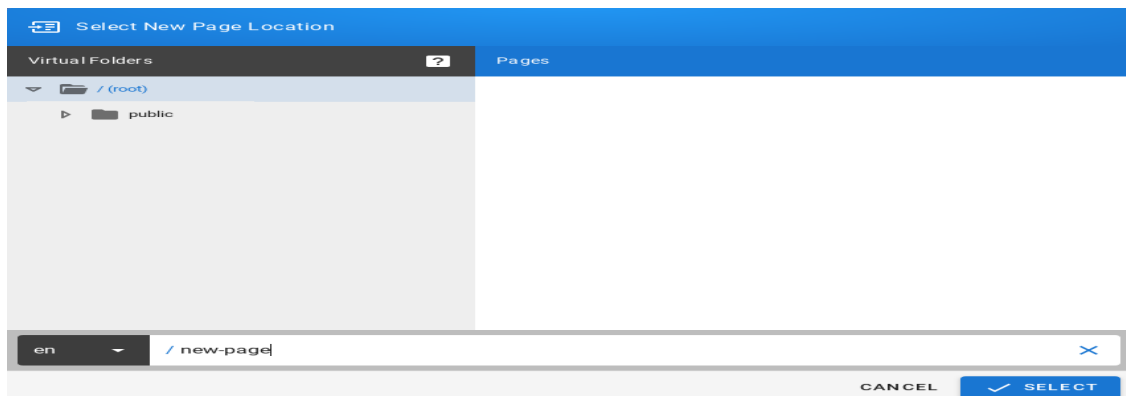 Select New Page Location
Virtual Folders ? Pages
/ (root)
public
en / new-page
CANCEL SELECT